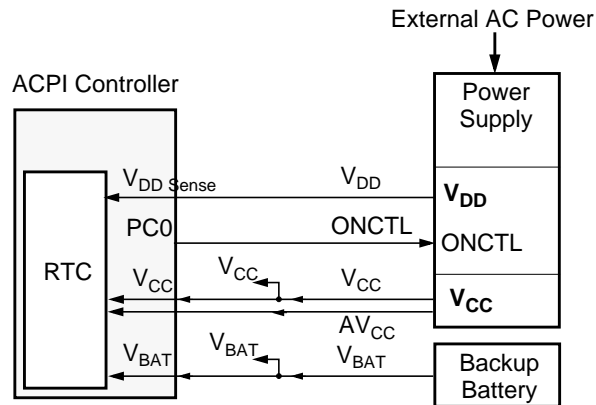 External AC Power
ACPI Controller
Power
Supply
VDD Sense
VDD
VDD
PC0
ONCTL
ONCTL
RTC
VCC
VCC
VCC
VCC
AVCC
VBAT
VBAT
VBAT
Backup
Battery